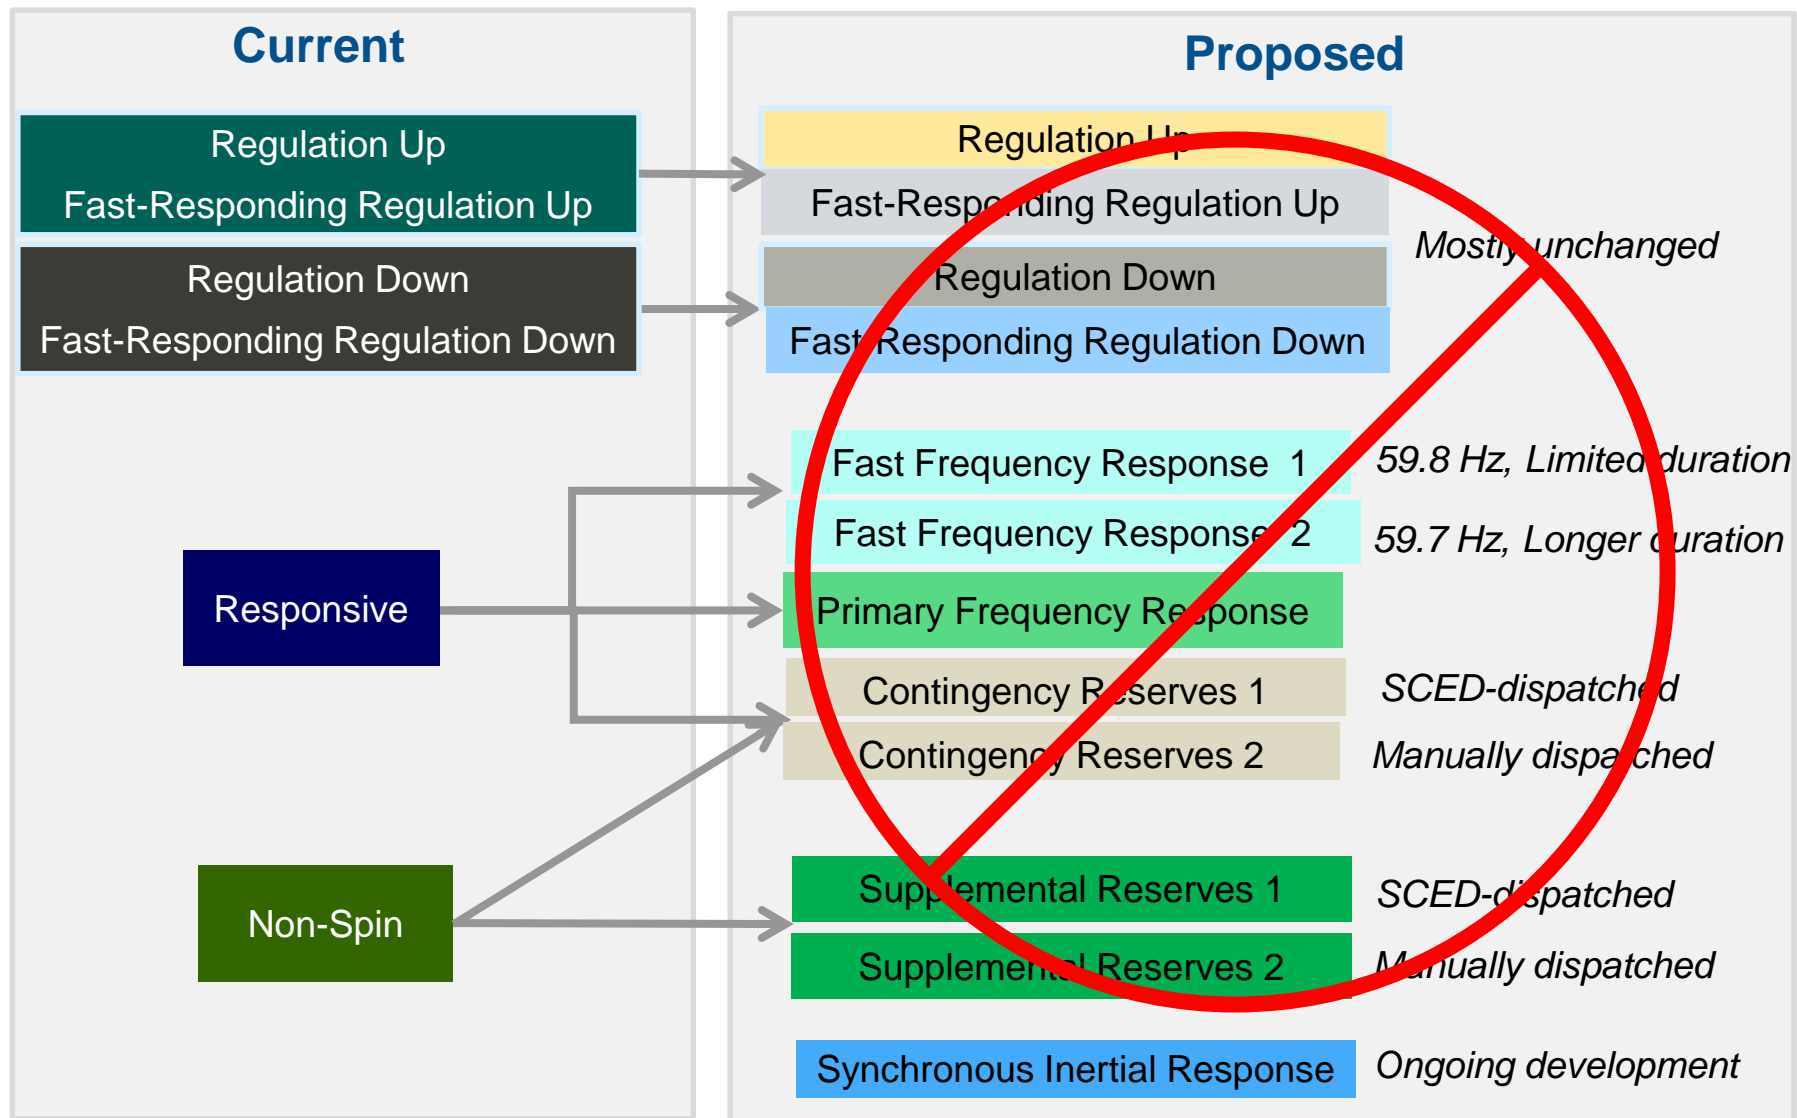 Current
Proposed
Regulation Up
Fast-Responding Regulation Up
Regulation Down
Fast-Responding Regulation Down
Responsive
Non-Spin
Regulation Up
Fast-Responding Regulation Up
Mostly unchanged
Regulation Down
Fast-Responding Regulation Down
Fast Frequency Response 1
59.8 Hz, Limited duration
Fast Frequency Response 2
59.7 Hz, Longer duration
Primary Frequency Response
Contingency Reserves 1
SCED-dispatched
Contingency Reserves 2
Manually dispatched
Supplemental Reserves 1
SCED-dispatched
Supplemental Reserves 2
Manually dispatched
Synchronous Inertial Response
Ongoing development